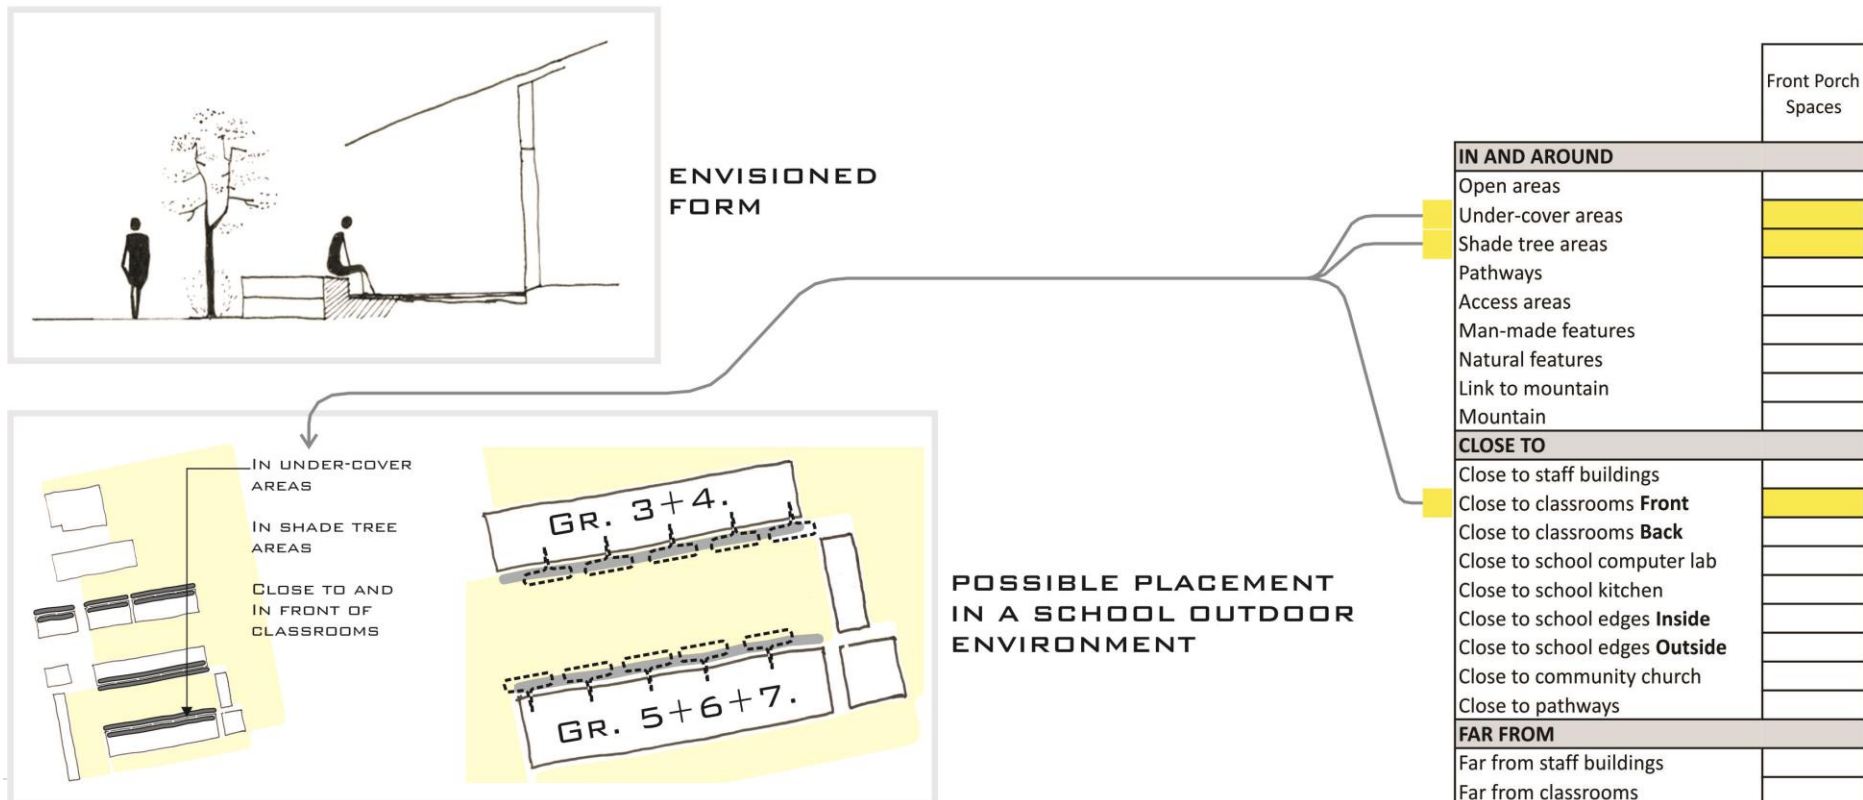 ENVISIONED
FORM
IN UNDER-COVER
AREAS
IN SHADE TREE
AREAS
CLOSE TO AND
IN FRONT OF
CLASSROOMS
GR. 3+4.
GR. 5+6+7.
POSSIBLE PLACEMENT
IN A SCHOOL OUTDOOR
ENVIRONMENT
Front Porch
Spaces
IN AND AROUND
Open areas
Under-cover areas
Shade tree areas
Pathways
Access areas
Man-made features
Natural features
Link to mountain
Mountain
CLOSE TO
Close to staff buildings
Close to classrooms Front
Close to classrooms Back
Close to school computer lab
Close to school kitchen
Close to school edges Inside
Close to school edges Outside
Close to community church
Close to pathways
FAR FROM
Far from staff buildings
Far from classrooms